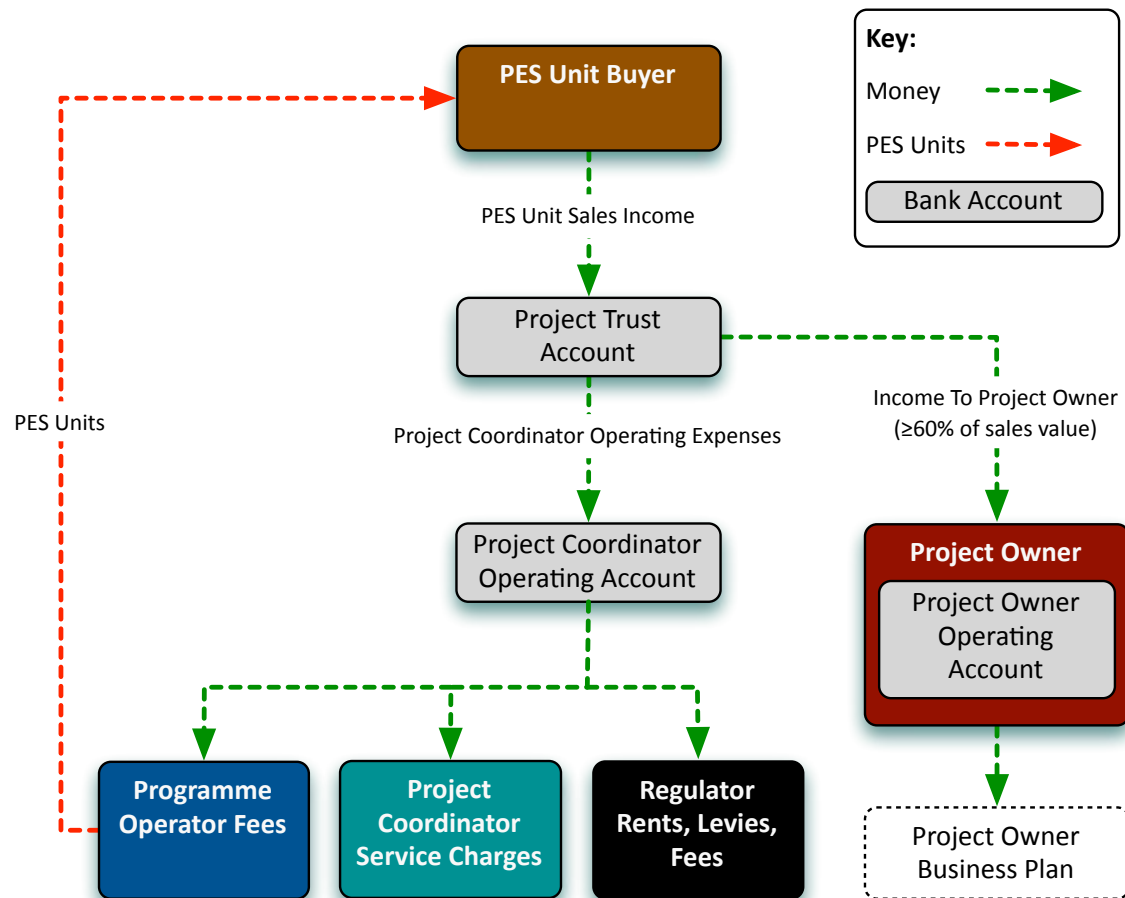 PES Unit Buyer
Key:
Money
PES Units
Bank Account
PES Unit Sales Income
Project Trust
Account
PES Units
Income To Project Owner
(≥60% of sales value)
Project Coordinator Operating Expenses
Project Coordinator
Operating Account
Project Owner
Project Owner
Operating
Account
Programme
Operator Fees
Project
Coordinator
Service Charges
Regulator
Rents, Levies,
Fees
Project Owner
Business Plan